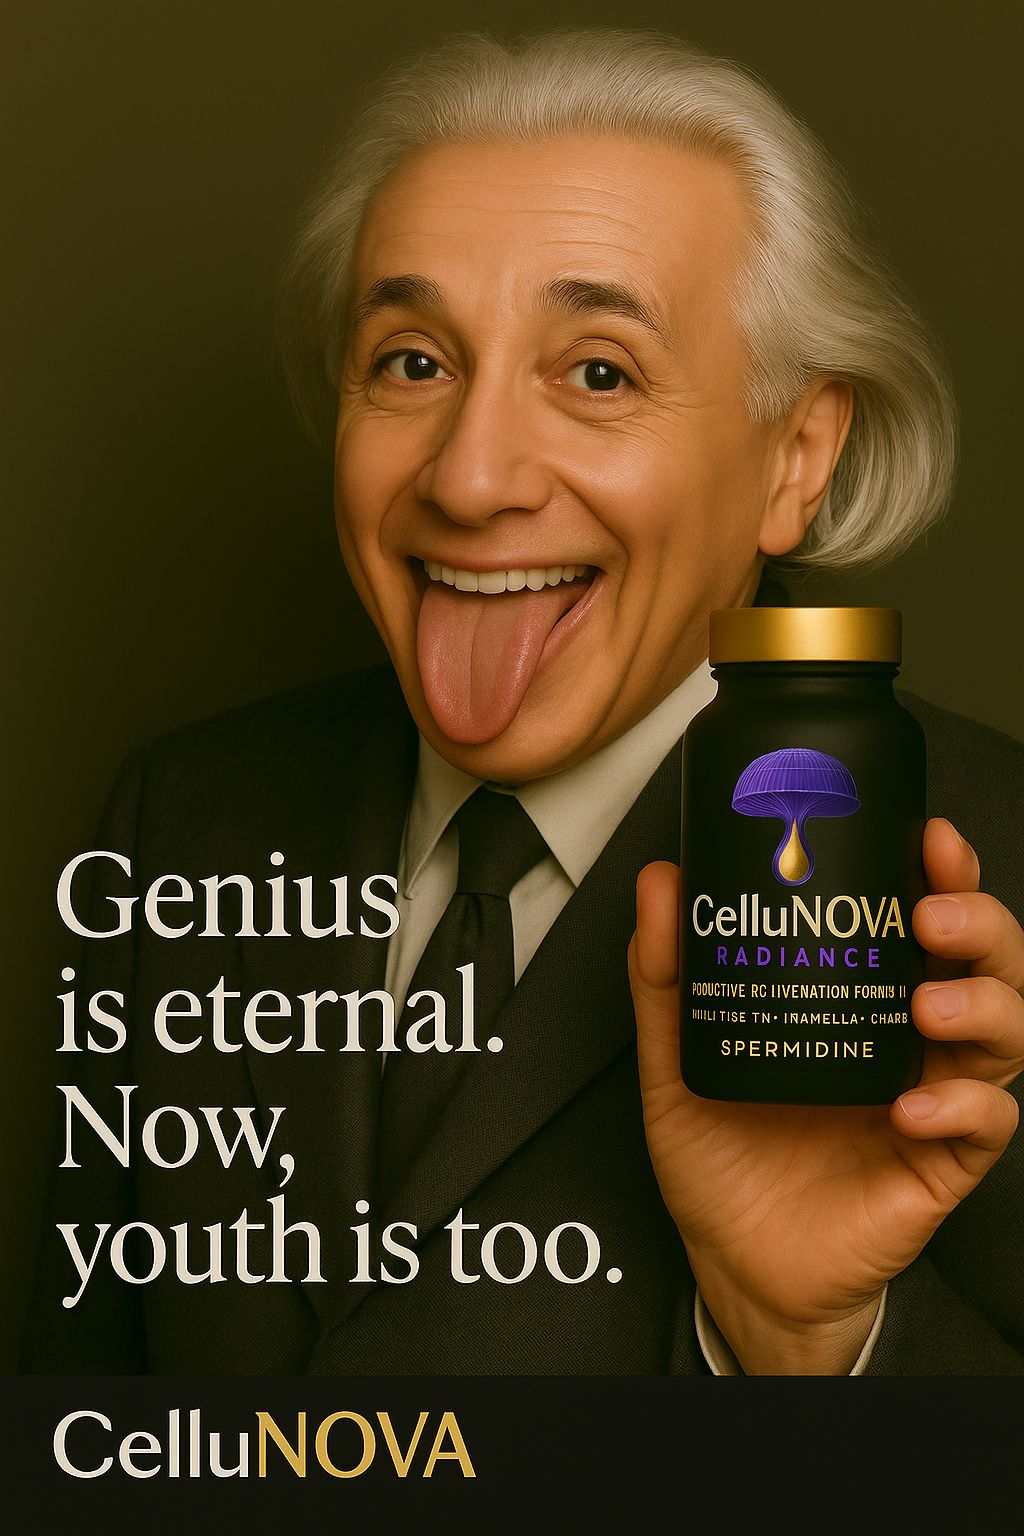 Genius
is eternal.
Now,
youth is too.
CelluNOVA
RADIANCE
SPERMIDINE
CelluNOVA